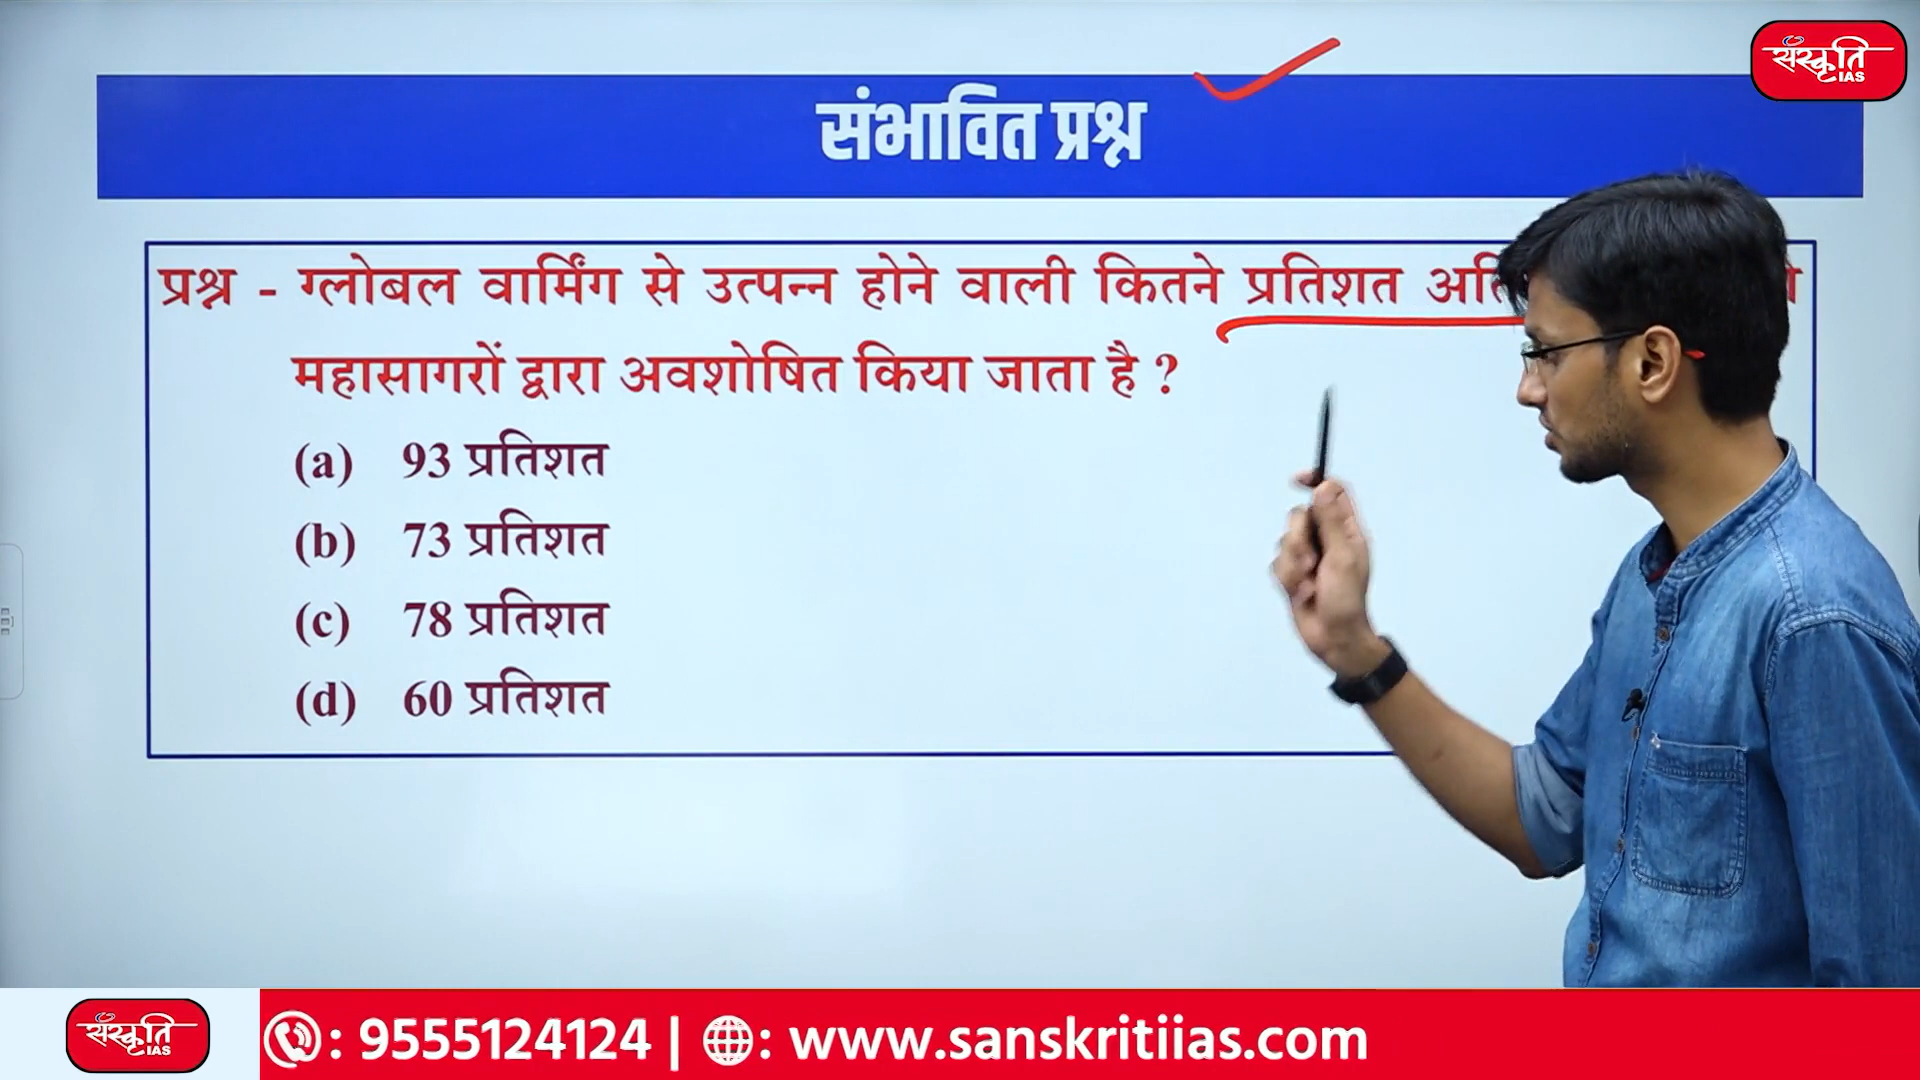 संस्कृति
IAS
संभावित प्रश्न
प्रश्न - ग्लोबल वार्मिंग से उत्पन्न होने वाली कितने प्रतिशत
महासागरों द्वारा अवशोषित किया जाता है ?
(a) 93 प्रतिशत
(b) 73 प्रतिशत
(c) 78 प्रतिशत
(d) 60 प्रतिशत
संस्कृति
IAS
: 9555124124 | : www.sanskritiias.com